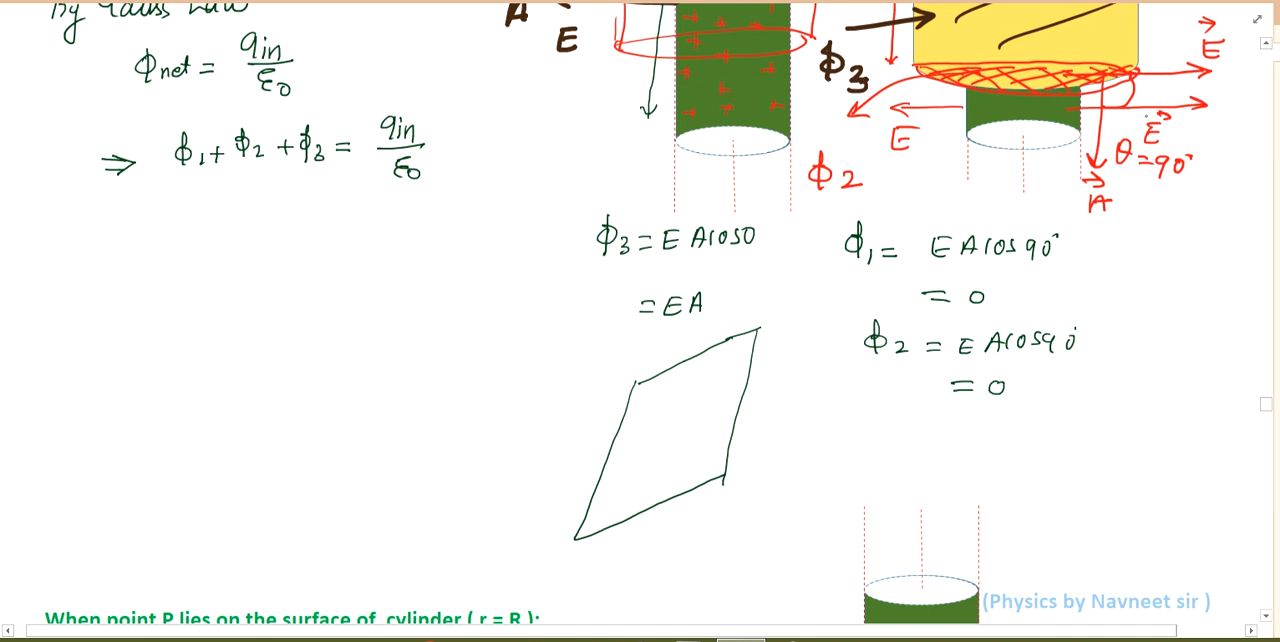 By Gauss Law
A
E
ϕ3
E
ϕnet = qin/ε0
E
E
θ = 90°
A
⇒ ϕ1 + ϕ2 + ϕ3 = qin/ε0
ϕ2
ϕ3 = E A cos 0
ϕ1 = E A cos 90°
= EA
= 0
ϕ2 = E A cos 90°
= 0
(Physics by Navneet sir )
When point P lies on the surface of cylinder ( r = R ):